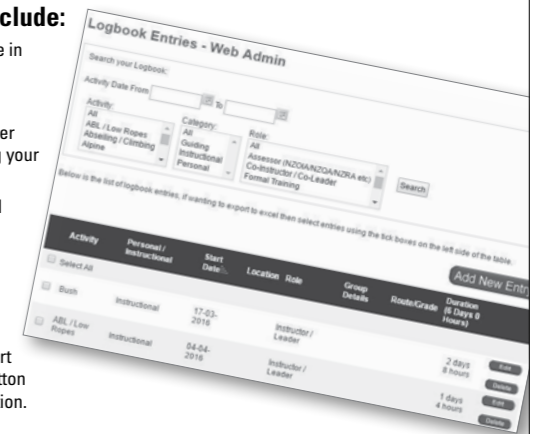 clude:
e in
er
g your
rt
tton
tion.
Logbook Entries - Web Admin
Search your Logbook:
Activity Date From To
Activity: Category: Role:
All All All
ABL / Low Ropes Guiding Assessor (NZOIA/NZQA/NZRA etc)
Abseiling / Climbing Instructional Co-Instructor / Co-Leader
Alpine Personal Formal Training
Search
Below is the list of logbook entries, if wanting to export to excel then select entries using the tick boxes on the left side of the table.
Add New Entry
Activity Personal / Instructional Start Date Location Role Group Details Route/Grade Duration (6 Days 0 Hours)
Select All
Bush Instructional 17-03-2016 Instructor / Leader 2 days 8 hours Edit Delete
ABL / Low Ropes Instructional 04-04-2016 Instructor / Leader 1 days 4 hours Edit Delete